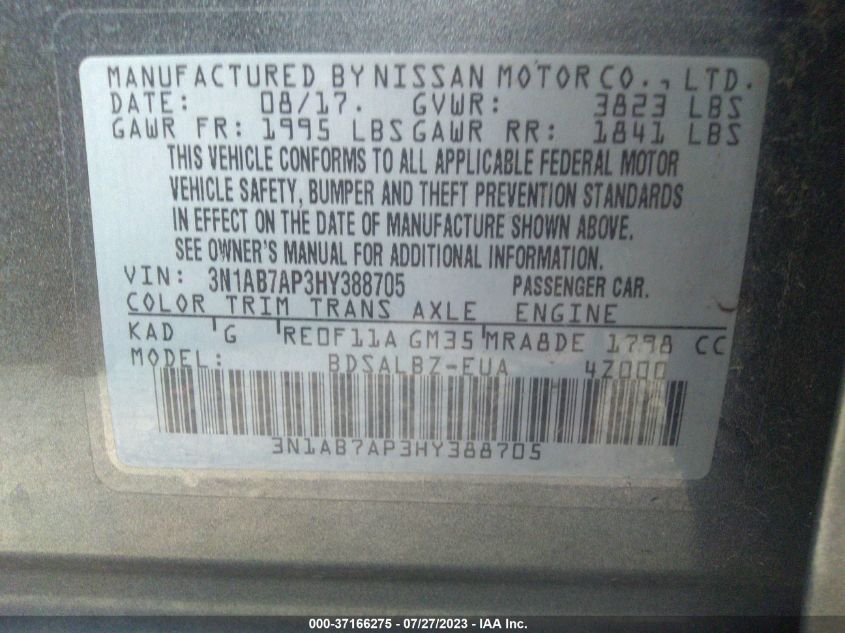 MANUFACTURED BY NISSAN MOTOR CO., LTD.
DATE: 08/17. GVWR: 3823 LBS
GAWR FR: 1995 LBS GAWR RR: 1841 LBS
THIS VEHICLE CONFORMS TO ALL APPLICABLE FEDERAL MOTOR
VEHICLE SAFETY, BUMPER AND THEFT PREVENTION STANDARDS
IN EFFECT ON THE DATE OF MANUFACTURE SHOWN ABOVE.
SEE OWNER'S MANUAL FOR ADDITIONAL INFORMATION.
VIN: 3N1AB7AP3HY388705 PASSENGER CAR.
COLOR TRIM TRANS AXLE ENGINE
KAD G RE0F11A GM35 MRA8DE 1798 CC
MODEL: BDSALBZ-EUA 4Z000
3N1AB7AP3HY388705
000-37166275 - 07/27/2023 - IAA Inc.